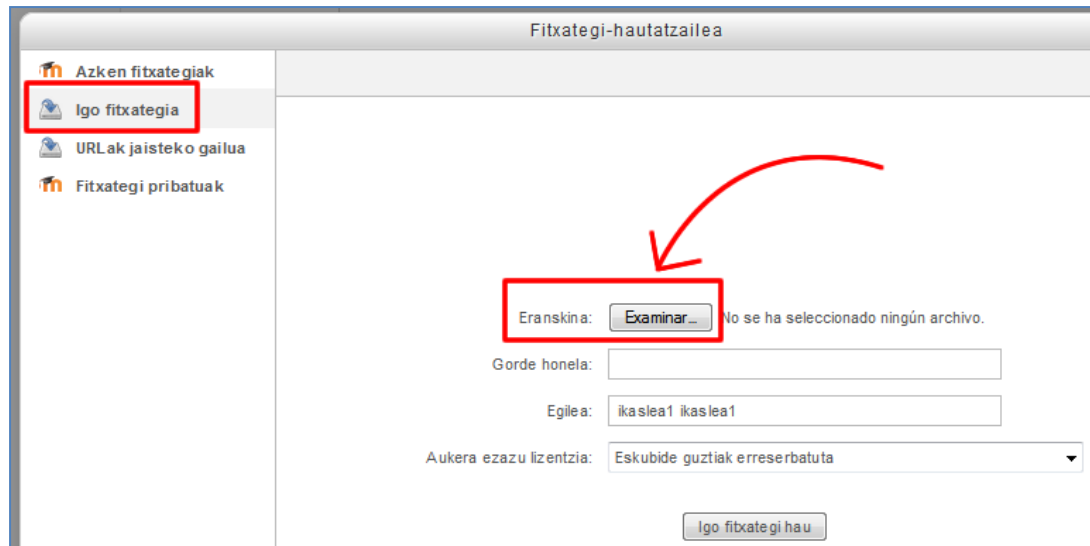 Fitxategi-hautatzailea
Azken fitxategiak
Igo fitxategia
URLak jaisteko gailua
Fitxategi pribatuak
Eranskina: Examinar... No se ha seleccionado ningún archivo.
Gorde honela:
Egilea: ikaslea1 ikaslea1
Aukera ezazu lizentzia: Eskubide guztiak erreserbatuta
Igo fitxategi hau